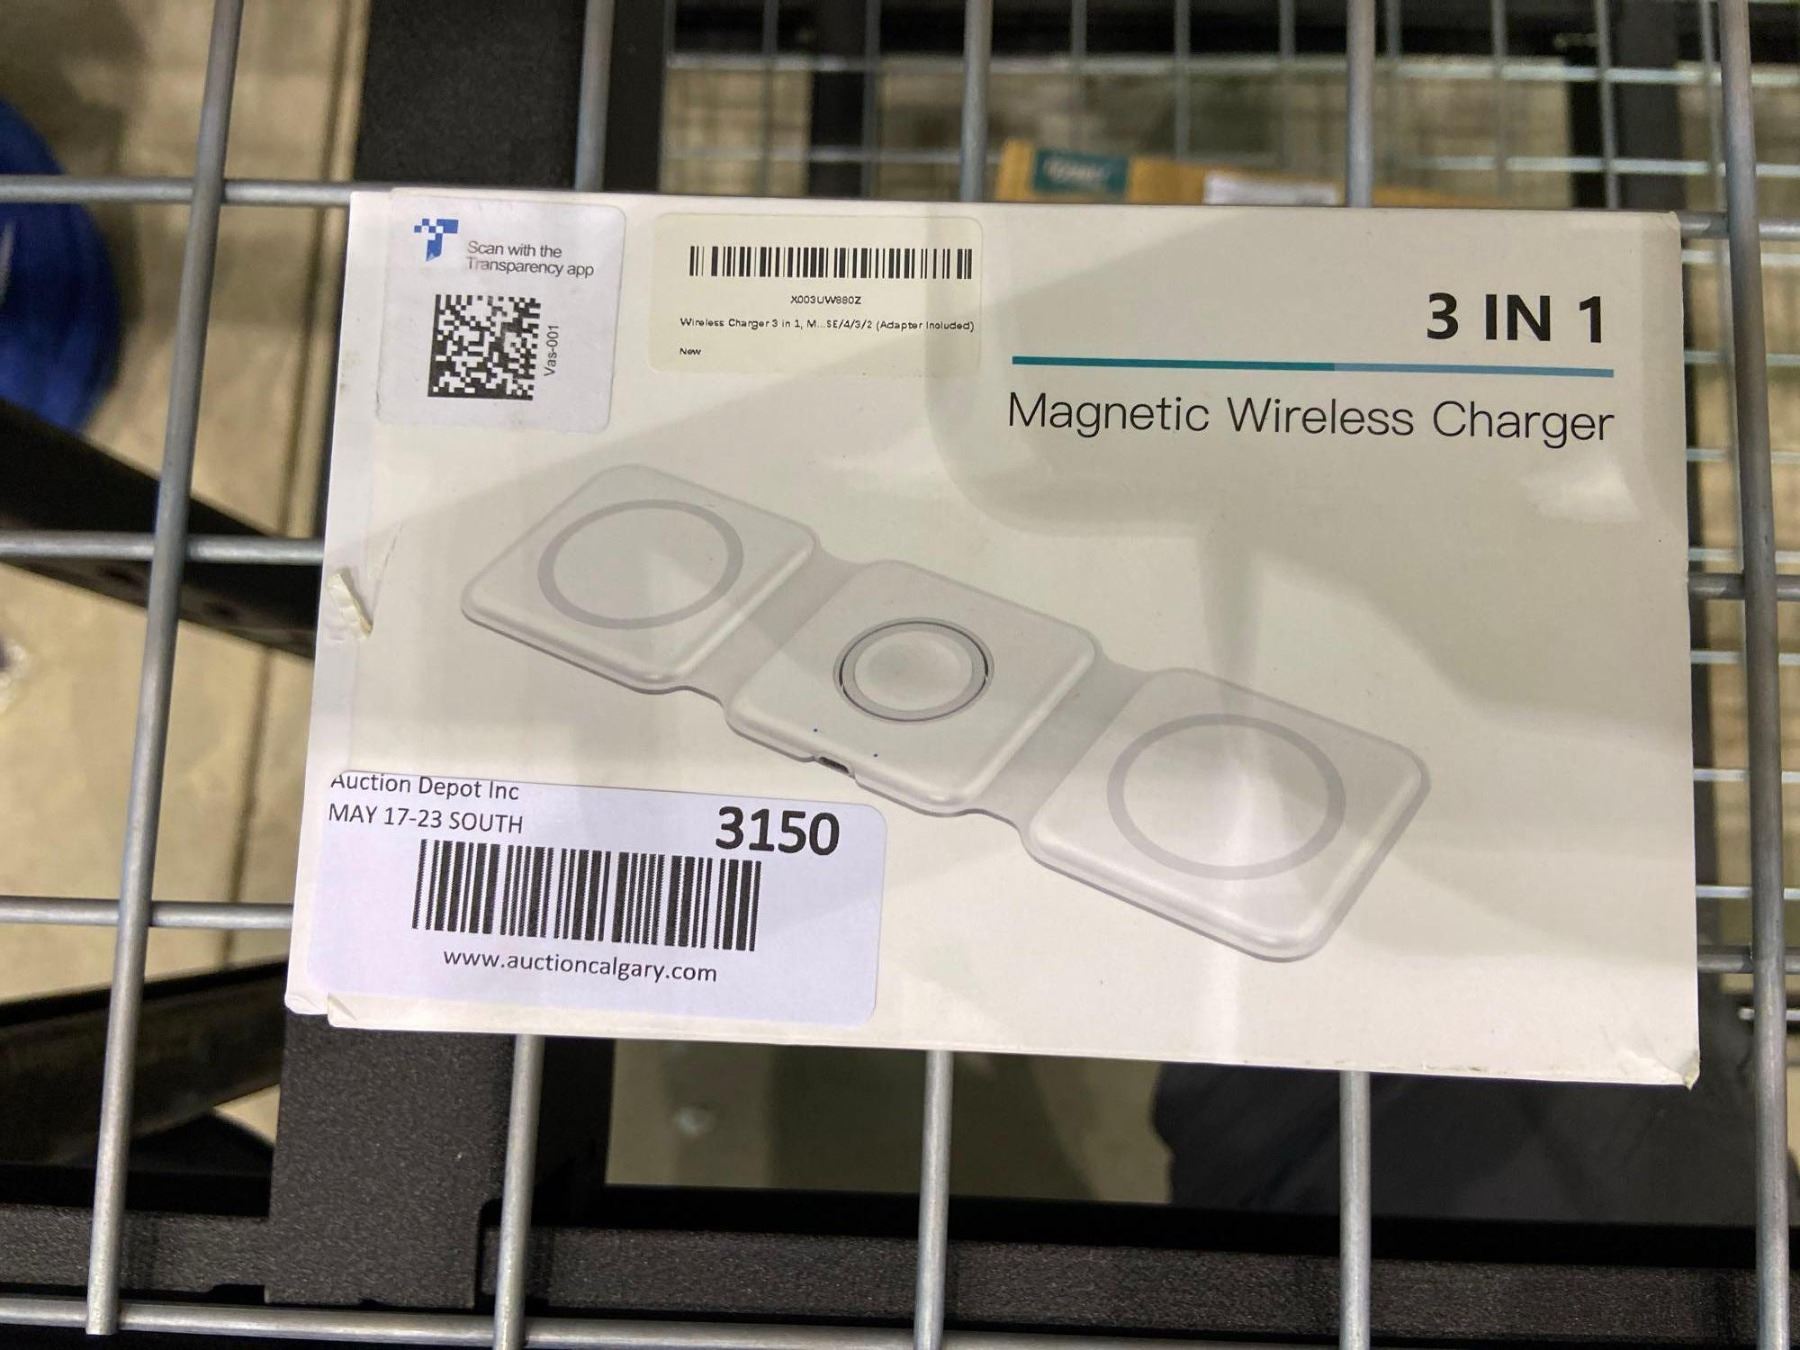 Scan with the
Transparency app
Vas-001
X003UW980Z
Wireless Charger 3 in 1, M...SE/4/3/2 (Adapter Included)
New
3 IN 1
Magnetic Wireless Charger
Auction Depot Inc
MAY 17-23 SOUTH
3150
www.auctioncalgary.com